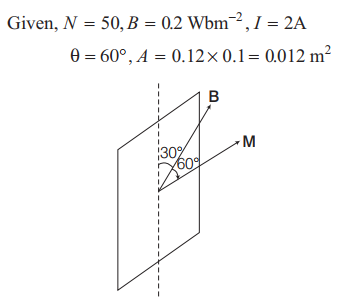 Given, N = 50, B = 0.2 Wbm⁻², I = 2A
θ = 60°, A = 0.12 × 0.1 = 0.012 m²
B
M
30°
60°